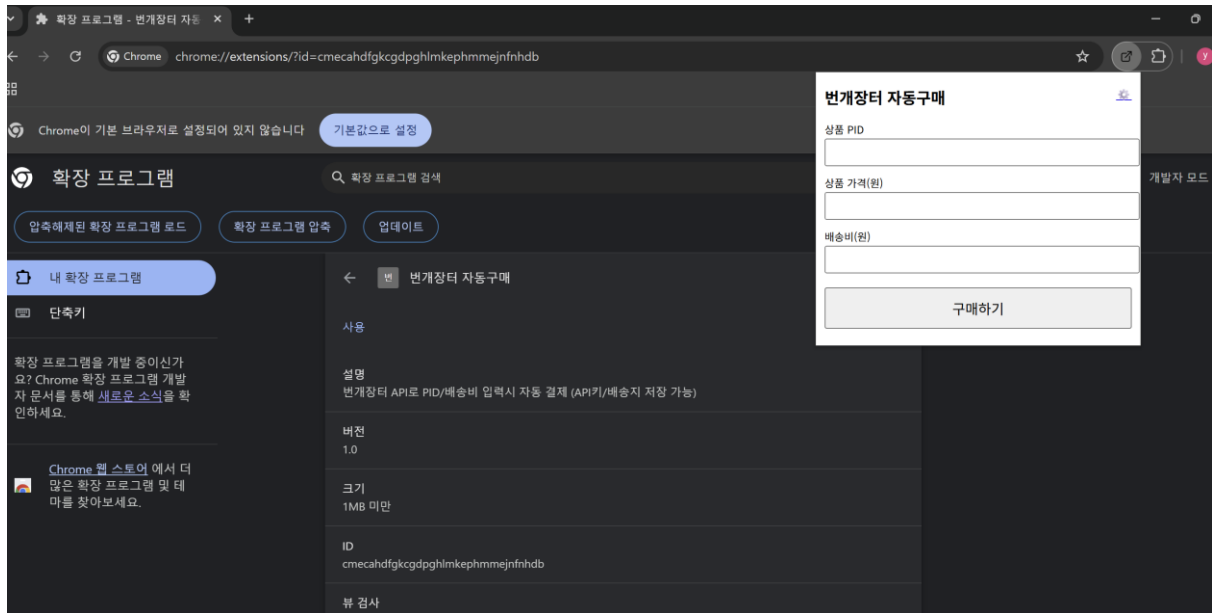 확장 프로그램 - 번개장터 자동
Chrome
chrome://extensions/?id=cmecahdfgkcgdpghlmkephmmejnfnhdb
y
Chrome이 기본 브라우저로 설정되어 있지 않습니다
기본값으로 설정
확장 프로그램
확장 프로그램 검색
개발자 모드
압축해제된 확장 프로그램 로드
확장 프로그램 압축
업데이트
내 확장 프로그램
단축키
확장 프로그램을 개발 중이신가
요? Chrome 확장 프로그램 개발
자 문서를 통해 새로운 소식을 확
인하세요.
Chrome 웹 스토어 에서 더
많은 확장 프로그램 및 테
마를 찾아보세요.
번 번개장터 자동구매
사용
설명
번개장터 API로 PID/배송비 입력시 자동 결제 (API키/배송지 저장 가능)
버전
1.0
크기
1MB 미만
ID
cmecahdfgkcgdpghlmkephmmejnfnhdb
뷰 검사
번개장터 자동구매
상품 PID
상품 가격(원)
배송비(원)
구매하기